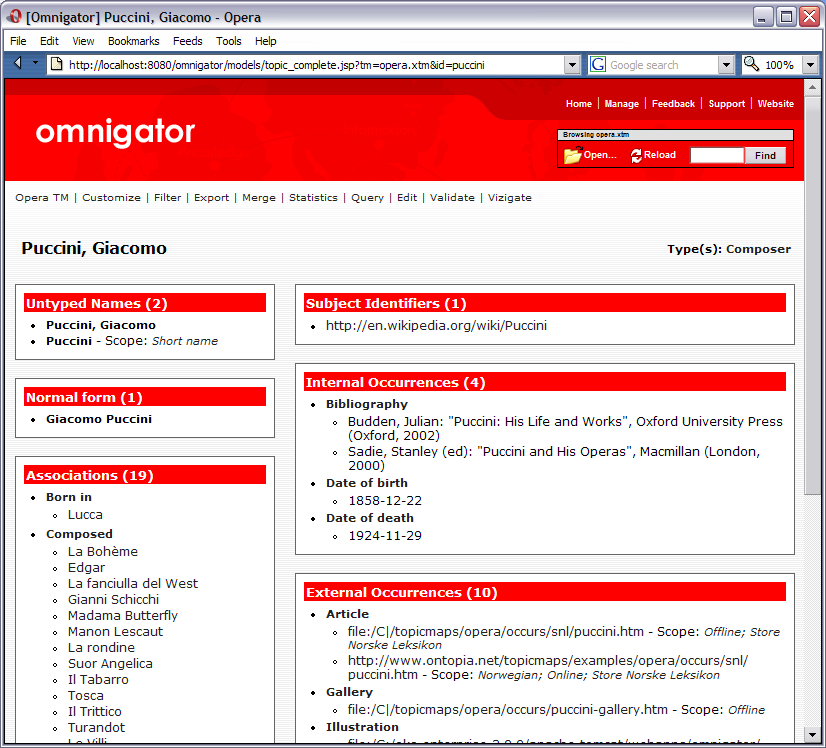 [Omnigator] Puccini, Giacomo - Opera
File Edit View Bookmarks Feeds Tools Help
http://localhost:8080/omnigator/models/topic_complete.jsp?tm=opera.xtm&id=puccini
Google search
100%
Home | Manage | Feedback | Support | Website
omnigator
Browsing opera.xtm
Open... Reload Find
Opera TM | Customize | Filter | Export | Merge | Statistics | Query | Edit | Validate | Vizigate
Puccini, Giacomo
Type(s): Composer
Untyped Names (2)
Puccini, Giacomo
Puccini - Scope: Short name
Normal form (1)
Giacomo Puccini
Associations (19)
Born in
Lucca
Composed
La Bohème
Edgar
La fanciulla del West
Gianni Schicchi
Madama Butterfly
Manon Lescaut
La rondine
Suor Angelica
Il Tabarro
Tosca
Il Trittico
Turandot
Le Villi
Subject Identifiers (1)
http://en.wikipedia.org/wiki/Puccini
Internal Occurrences (4)
Bibliography
Budden, Julian: "Puccini: His Life and Works", Oxford University Press
(Oxford, 2002)
Sadie, Stanley (ed): "Puccini and His Operas", Macmillan (London,
2000)
Date of birth
1858-12-22
Date of death
1924-11-29
External Occurrences (10)
Article
file:/C|/topicmaps/opera/occurs/snl/puccini.htm - Scope: Offline; Store
Norske Leksikon
http://www.ontopia.net/topicmaps/examples/opera/occurs/snl/
puccini.htm - Scope: Norwegian; Online; Store Norske Leksikon
Gallery
file:/C|/topicmaps/opera/occurs/puccini-gallery.htm - Scope: Offline
Illustration